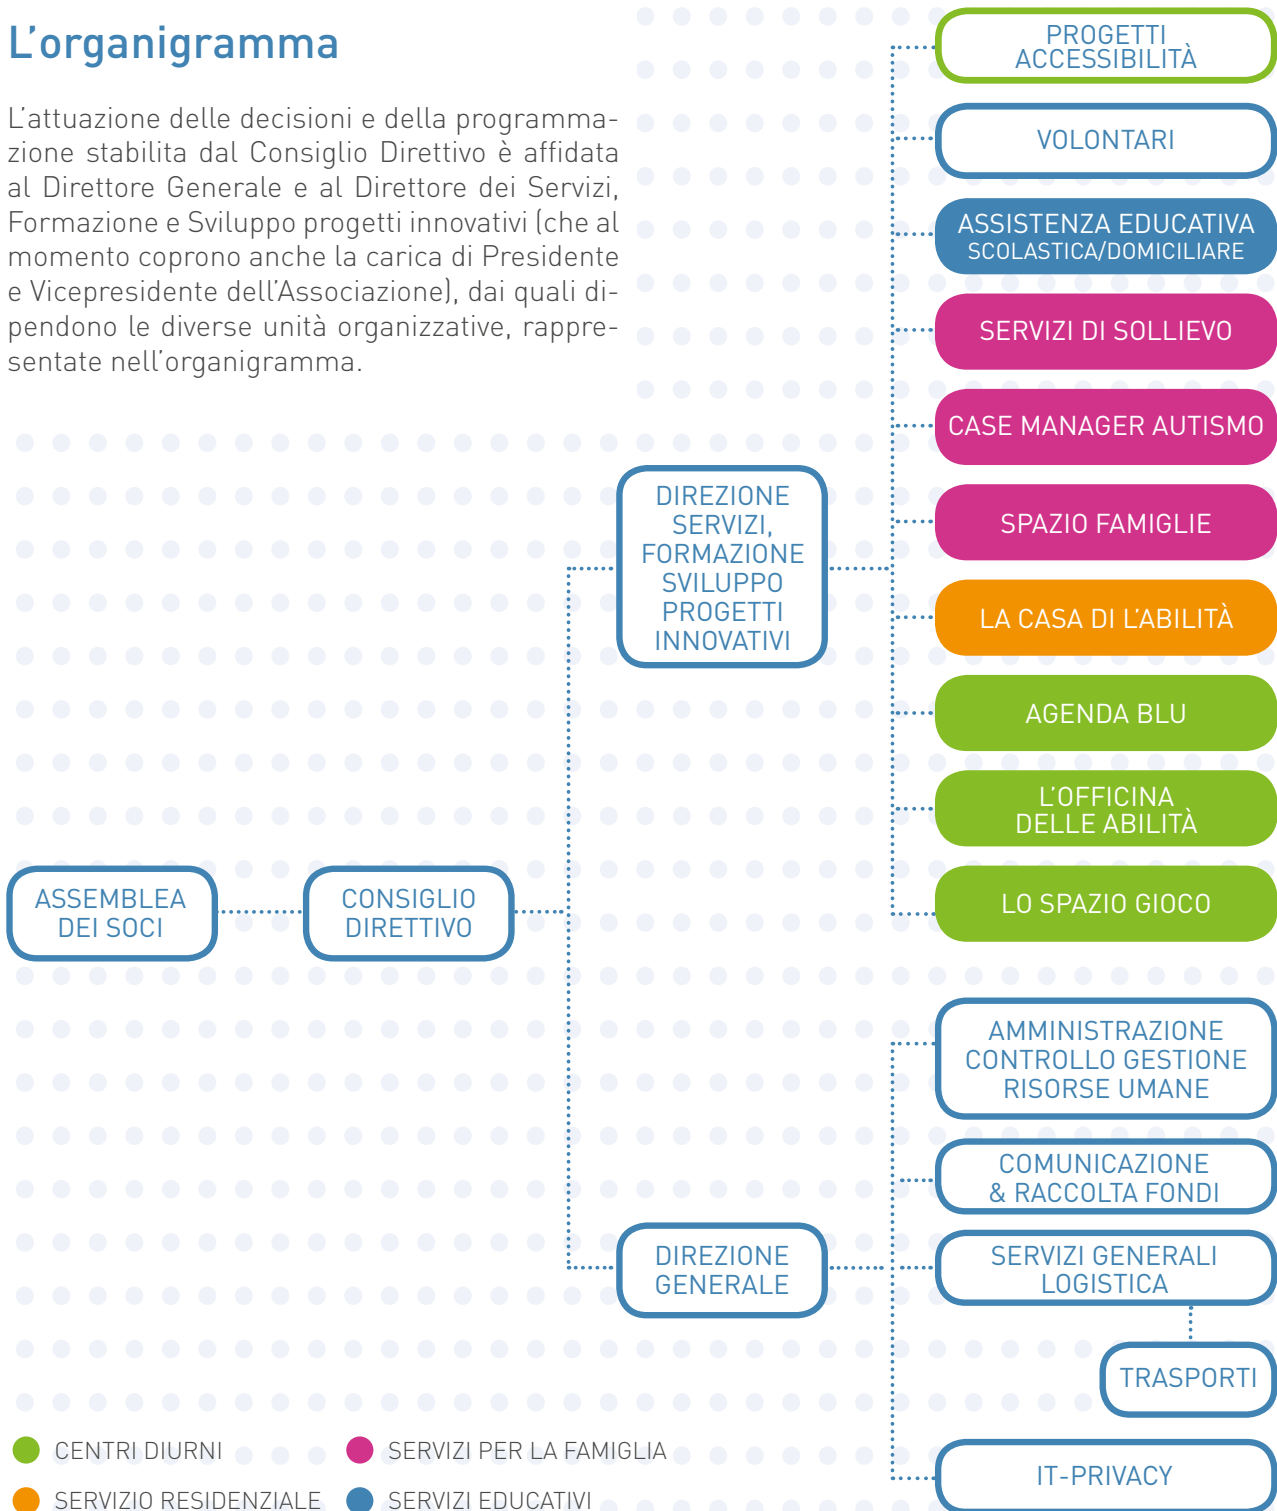 L'organigramma
L'attuazione delle decisioni e della programma-
zione stabilita dal Consiglio Direttivo è affidata
al Direttore Generale e al Direttore dei Servizi,
Formazione e Sviluppo progetti innovativi (che al
momento coprono anche la carica di Presidente
e Vicepresidente dell'Associazione), dai quali di-
pendono le diverse unità organizzative, rappre-
sentate nell'organigramma.
ASSEMBLEA
DEI SOCI
CONSIGLIO
DIRETTIVO
DIREZIONE
SERVIZI,
FORMAZIONE
SVILUPPO
PROGETTI
INNOVATIVI
PROGETTI
ACCESSIBILITÀ
VOLONTARI
ASSISTENZA EDUCATIVA
SCOLASTICA/DOMICILIARE
SERVIZI DI SOLLIEVO
CASE MANAGER AUTISMO
SPAZIO FAMIGLIE
LA CASA DI L'ABILITÀ
AGENDA BLU
L'OFFICINA
DELLE ABILITÀ
LO SPAZIO GIOCO
DIREZIONE
GENERALE
AMMINISTRAZIONE
CONTROLLO GESTIONE
RISORSE UMANE
COMUNICAZIONE
& RACCOLTA FONDI
SERVIZI GENERALI
LOGISTICA
TRASPORTI
IT-PRIVACY
CENTRI DIURNI
SERVIZI PER LA FAMIGLIA
SERVIZIO RESIDENZIALE
SERVIZI EDUCATIVI